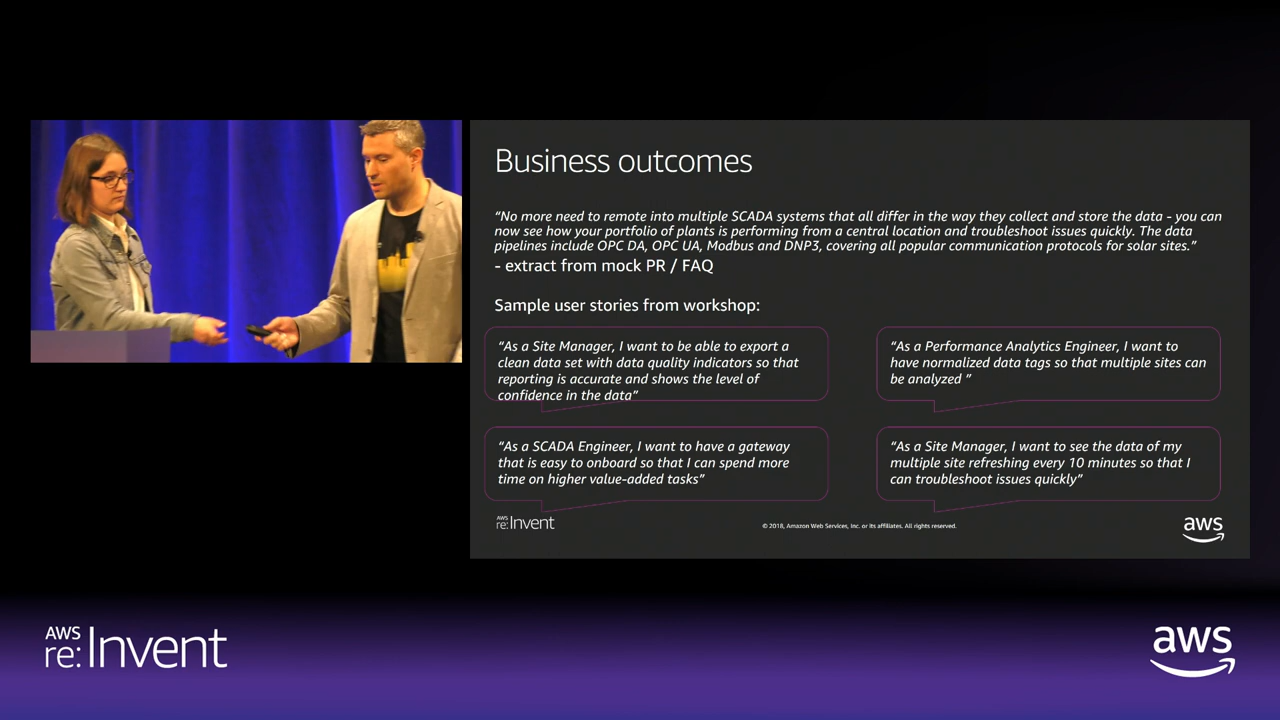 Business outcomes
“No more need to remote into multiple SCADA systems that all differ in the way they collect and store the data - you can
now see how your portfolio of plants is performing from a central location and troubleshoot issues quickly. The data
pipelines include OPC DA, OPC UA, Modbus and DNP3, covering all popular communication protocols for solar sites.”
- extract from mock PR / FAQ
Sample user stories from workshop:
“As a Site Manager, I want to be able to export a
clean data set with data quality indicators so that
reporting is accurate and shows the level of
confidence in the data”
“As a Performance Analytics Engineer, I want to
have normalized data tags so that multiple sites can
be analyzed ”
“As a SCADA Engineer, I want to have a gateway
that is easy to onboard so that I can spend more
time on higher value-added tasks”
“As a Site Manager, I want to see the data of my
multiple site refreshing every 10 minutes so that I
can troubleshoot issues quickly”
AWS
re:Invent
© 2018, Amazon Web Services, Inc. or its affiliates. All rights reserved.
aws
AWS
re:Invent
aws